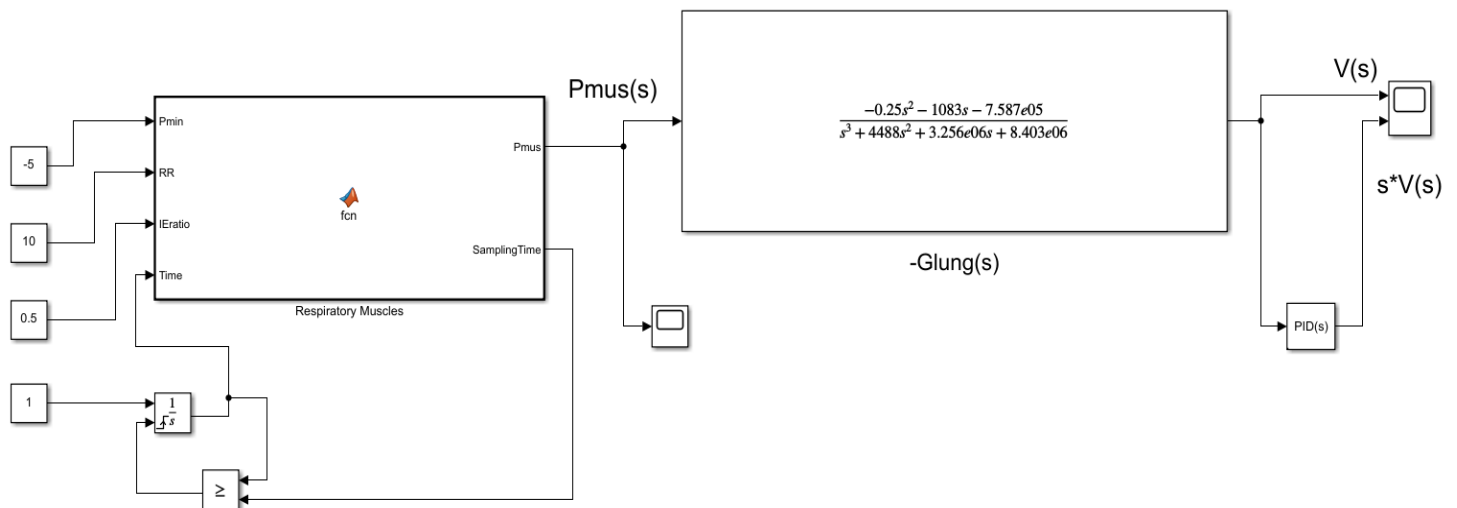 Pmus(s)
V(s)
−0.25s² − 1083s − 7.587e05
s³ + 4488s² + 3.256e06s + 8.403e06
Pmin
-5
Pmus
RR
fcn
s*V(s)
10
IEratio
SamplingTime
-Glung(s)
Time
Respiratory Muscles
0.5
PID(s)
1
1
s
≥